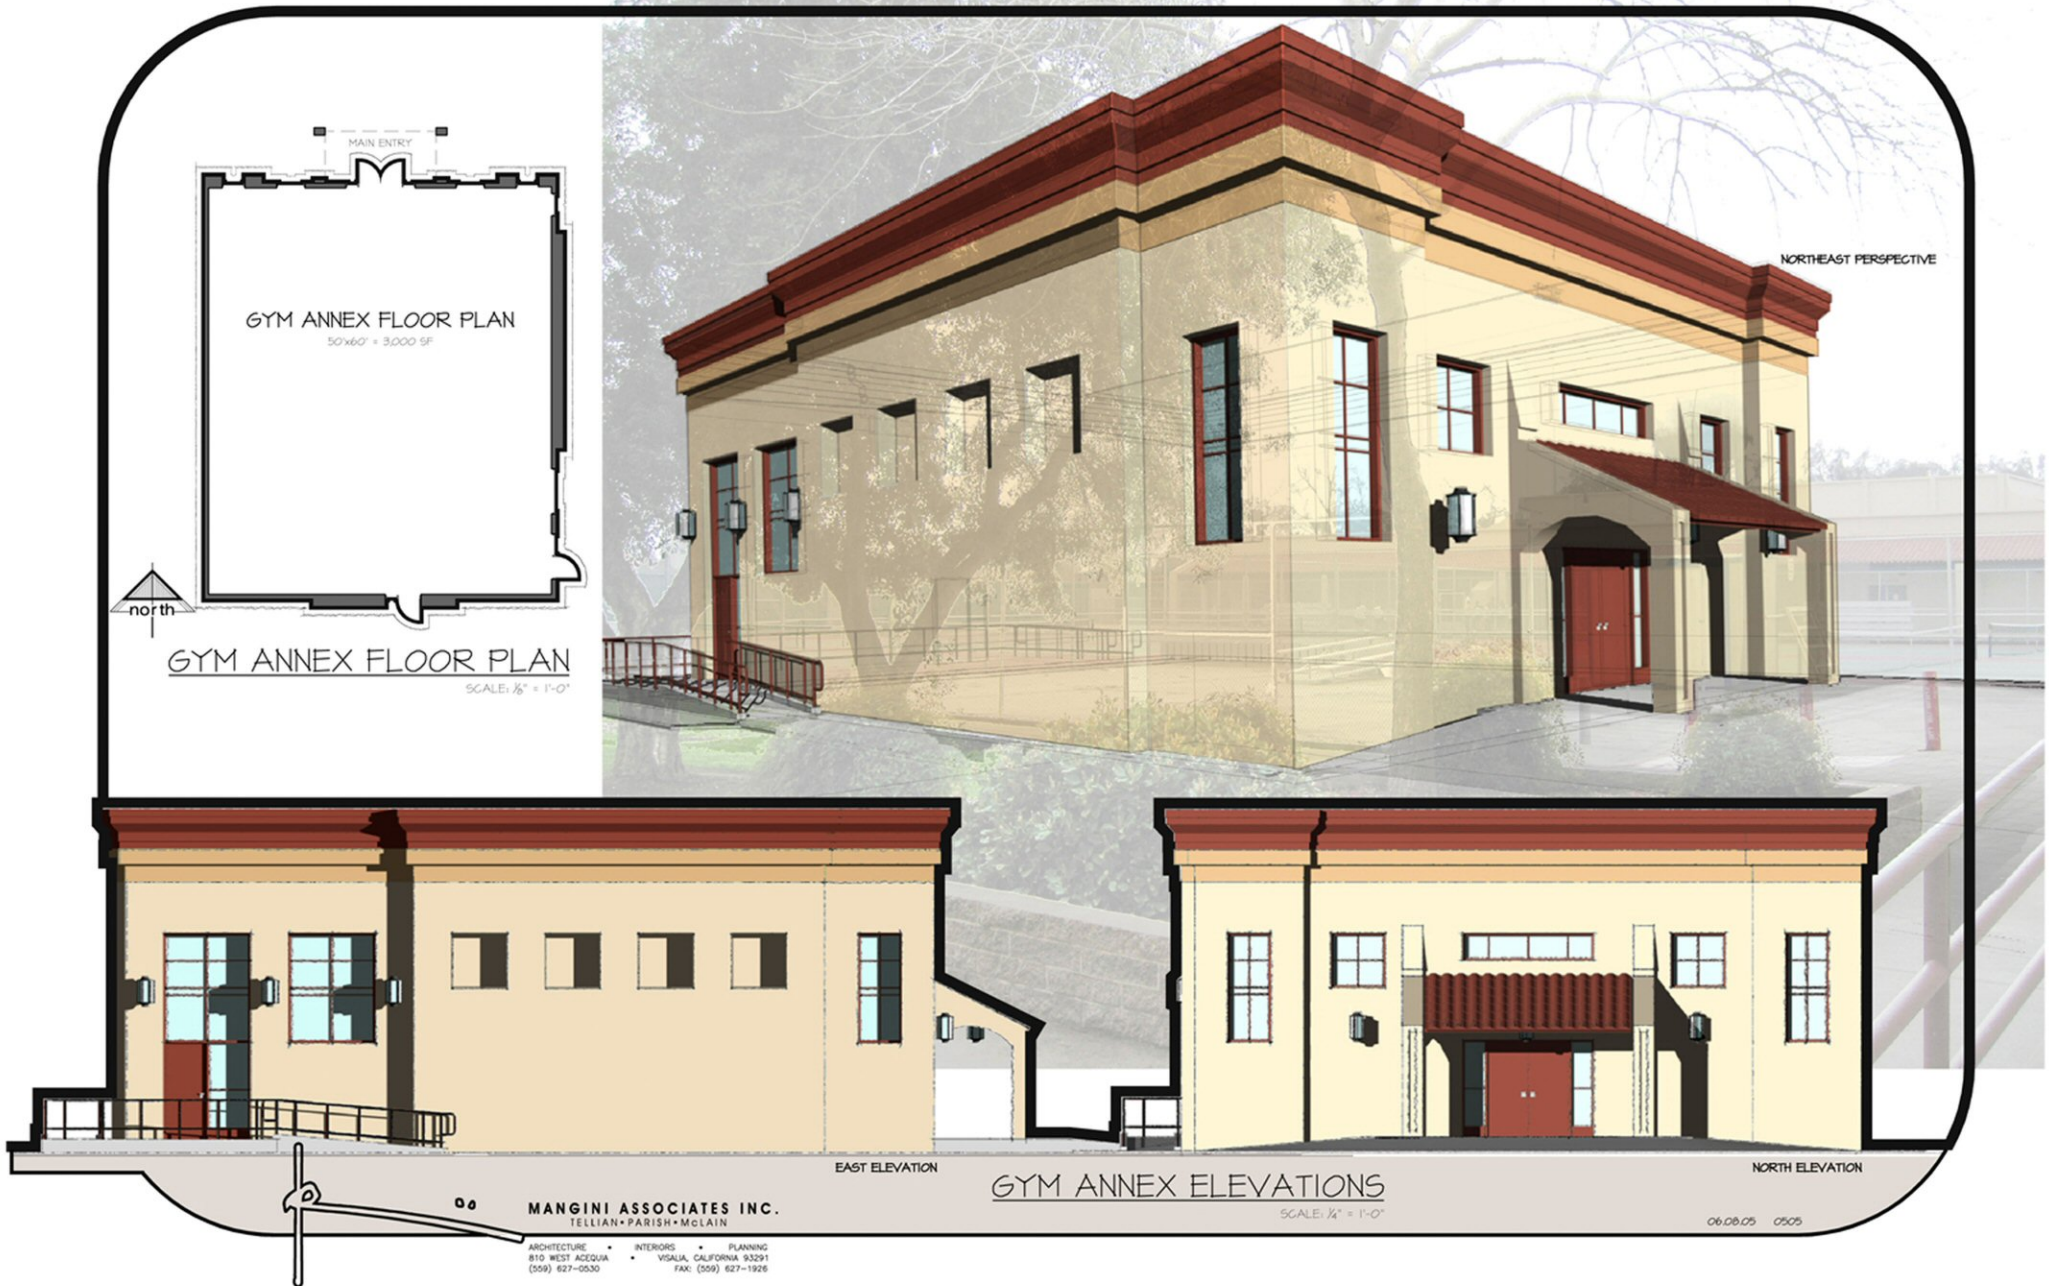 MAIN ENTRY
NORTHEAST PERSPECTIVE
GYM ANNEX FLOOR PLAN
50'x60' = 3,000 SF
north
GYM ANNEX FLOOR PLAN
SCALE: 1/8" = 1'-0"
EAST ELEVATION
GYM ANNEX ELEVATIONS
SCALE: 1/4" = 1'-0"
NORTH ELEVATION
06.08.05 0505
MANGINI ASSOCIATES INC.
TELLIAN • PARISH • McLAIN
ARCHITECTURE • INTERIORS • PLANNING
810 WEST ACEQUIA • VISALIA, CALIFORNIA 93291
(559) 627-0530 FAX: (559) 627-1926